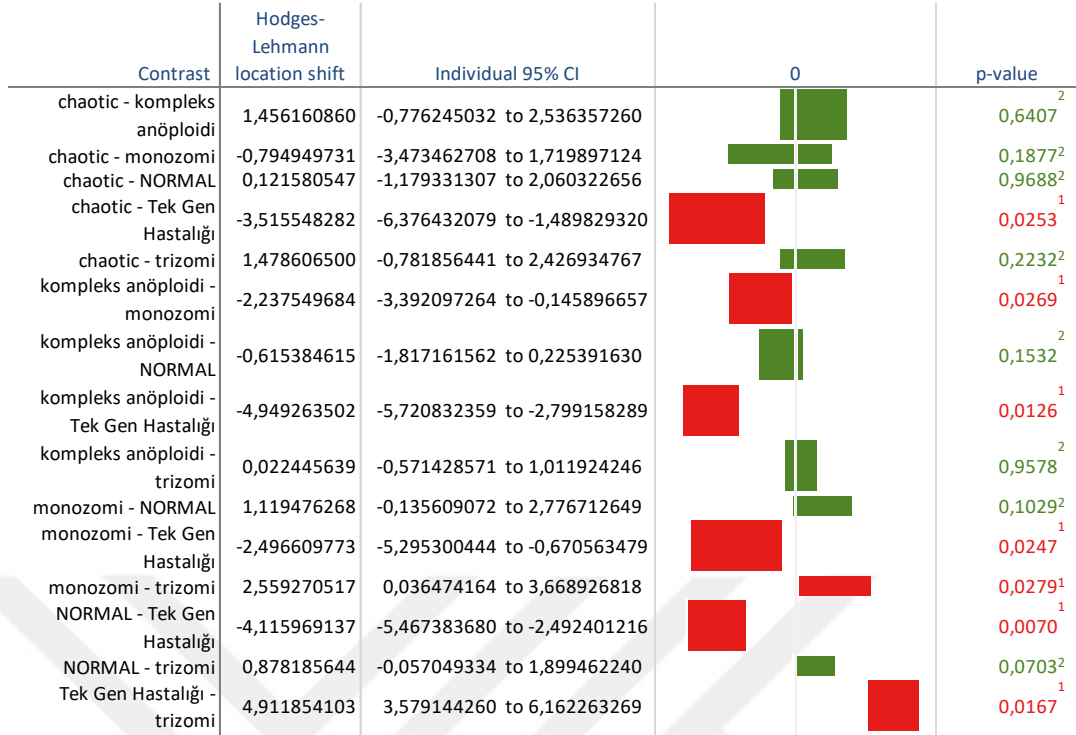 Hodges-
Lehmann
Contrast location shift Individual 95% CI 0 p-value
chaotic - kompleks
anöploidi 1,456160860 -0,776245032 to 2,536357260 0,6407²
chaotic - monozomi -0,794949731 -3,473462708 to 1,719897124 0,1877²
chaotic - NORMAL 0,121580547 -1,179331307 to 2,060322656 0,9688²
chaotic - Tek Gen
Hastalığı -3,515548282 -6,376432079 to -1,489829320 0,0253¹
chaotic - trizomi 1,478606500 -0,781856441 to 2,426934767 0,2232²
kompleks anöploidi -
monozomi -2,237549684 -3,392097264 to -0,145896657 0,0269¹
kompleks anöploidi -
NORMAL -0,615384615 -1,817161562 to 0,225391630 0,1532²
kompleks anöploidi -
Tek Gen Hastalığı -4,949263502 -5,720832359 to -2,799158289 0,0126¹
kompleks anöploidi -
trizomi 0,022445639 -0,571428571 to 1,011924246 0,9578²
monozomi - NORMAL 1,119476268 -0,135609072 to 2,776712649 0,1029²
monozomi - Tek Gen
Hastalığı -2,496609773 -5,295300444 to -0,670563479 0,0247¹
monozomi - trizomi 2,559270517 0,036474164 to 3,668926818 0,0279¹
NORMAL - Tek Gen
Hastalığı -4,115969137 -5,467383680 to -2,492401216 0,0070¹
NORMAL - trizomi 0,878185644 -0,057049334 to 1,899462240 0,0703²
Tek Gen Hastalığı -
trizomi 4,911854103 3,579144260 to 6,162263269 0,0167¹